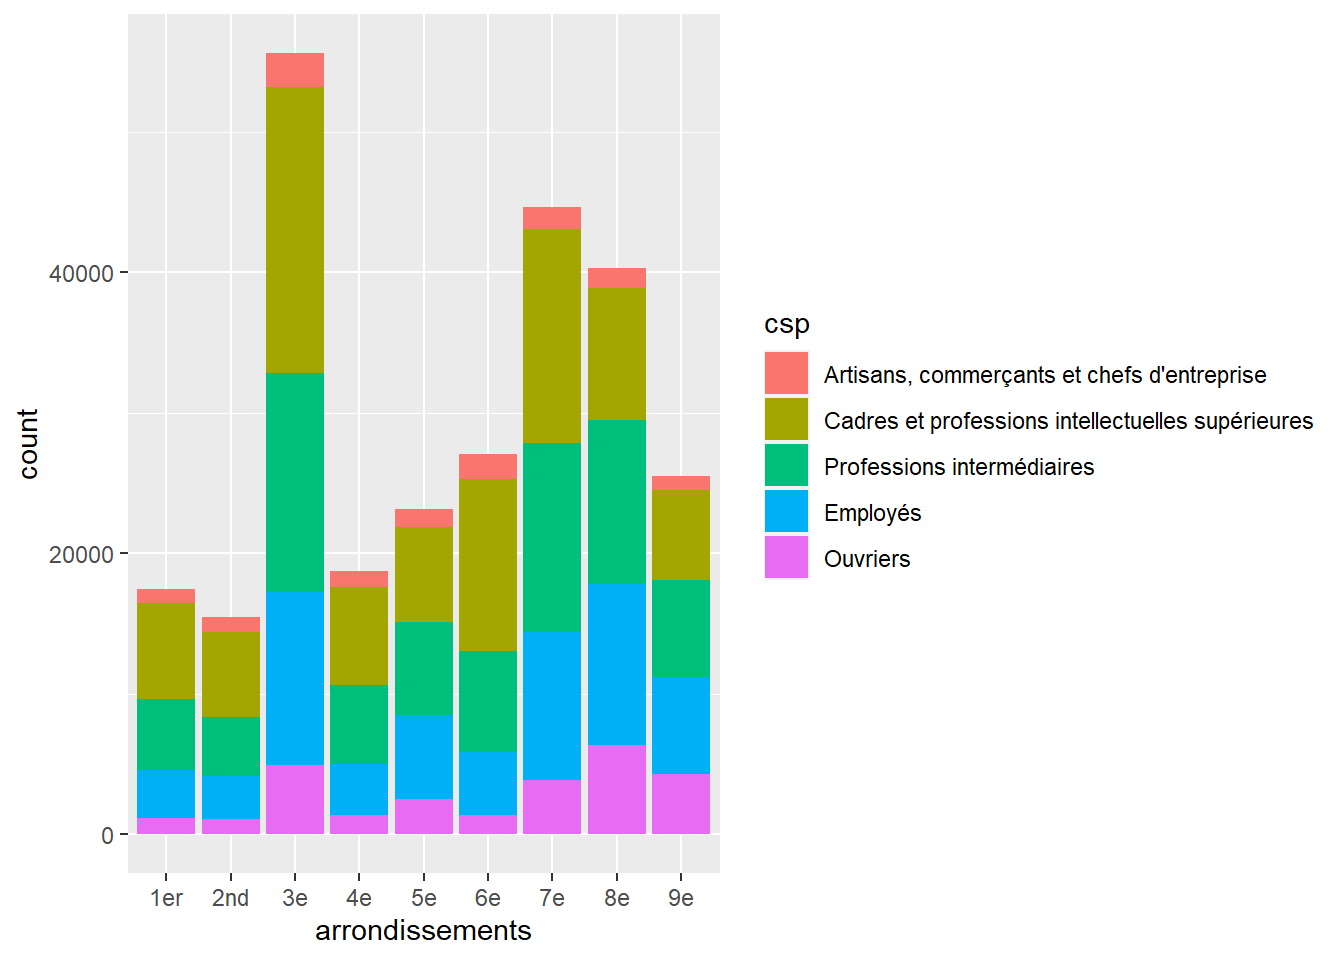 count
40000
20000
0
1er 2nd 3e 4e 5e 6e 7e 8e 9e
arrondissements
csp
Artisans, commerçants et chefs d'entreprise
Cadres et professions intellectuelles supérieures
Professions intermédiaires
Employés
Ouvriers